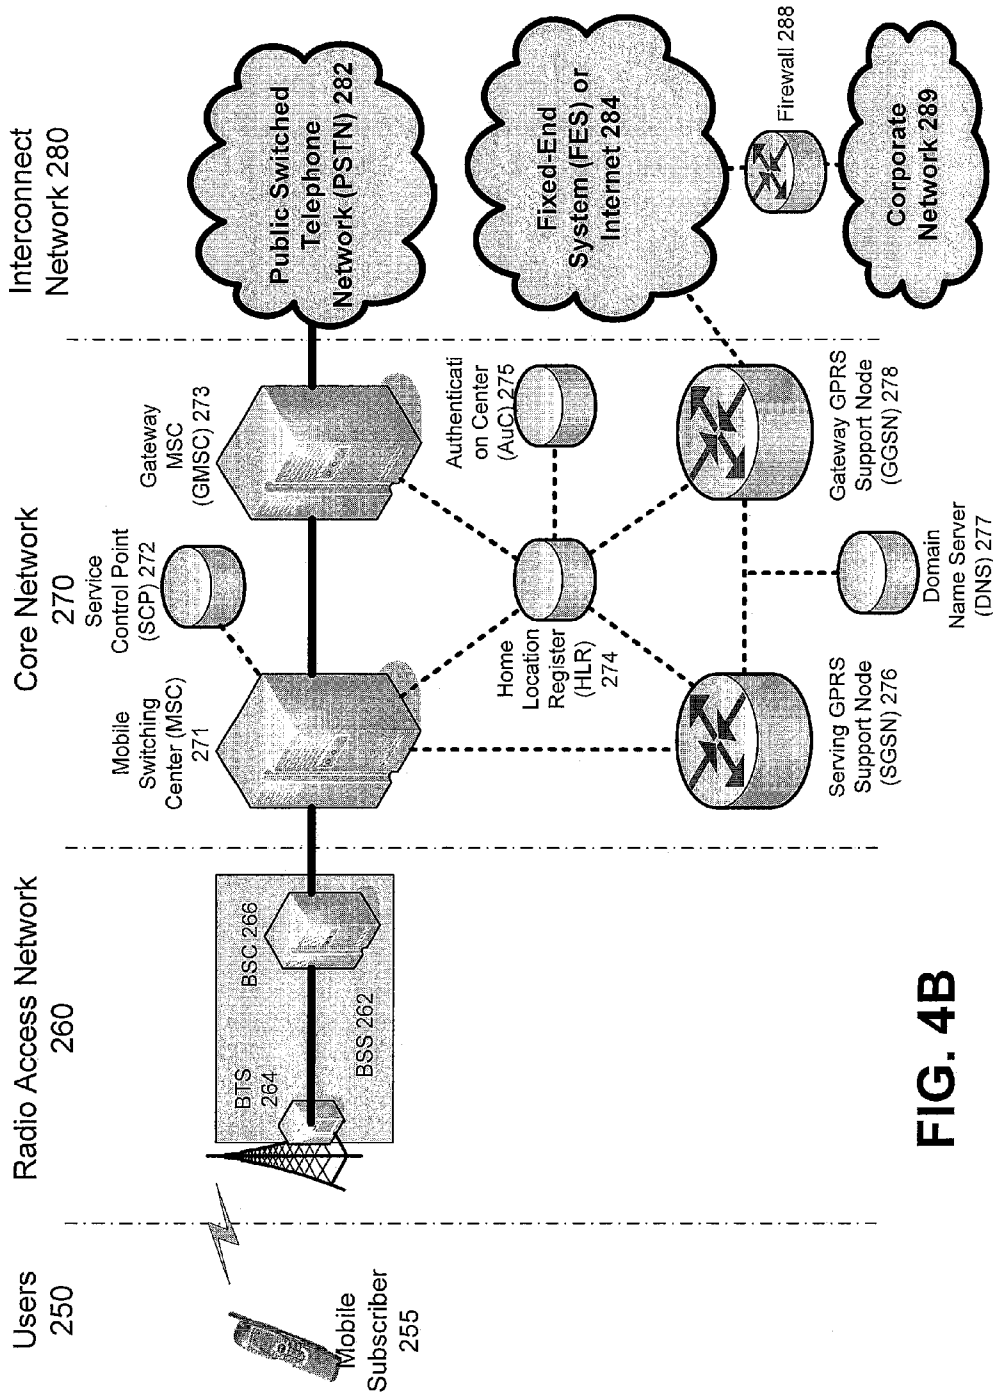 Users
250
Radio Access Network
260
Core Network
270
Interconnect
Network 280
Mobile
Subscriber
255
BTS
264
BSC 266
BSS 262
Mobile
Switching
Center (MSC)
271
Service
Control Point
(SCP) 272
Gateway
MSC
(GMSC) 273
Public Switched
Telephone
Network (PSTN) 282
Home
Location
Register
(HLR)
274
Authenticati
on Center
(AuC) 275
Fixed-End
System (FES) or
Internet 284
Serving GPRS
Support Node
(SGSN) 276
Domain
Name Server
(DNS) 277
Gateway GPRS
Support Node
(GGSN) 278
Firewall 288
Corporate
Network 289
FIG. 4B